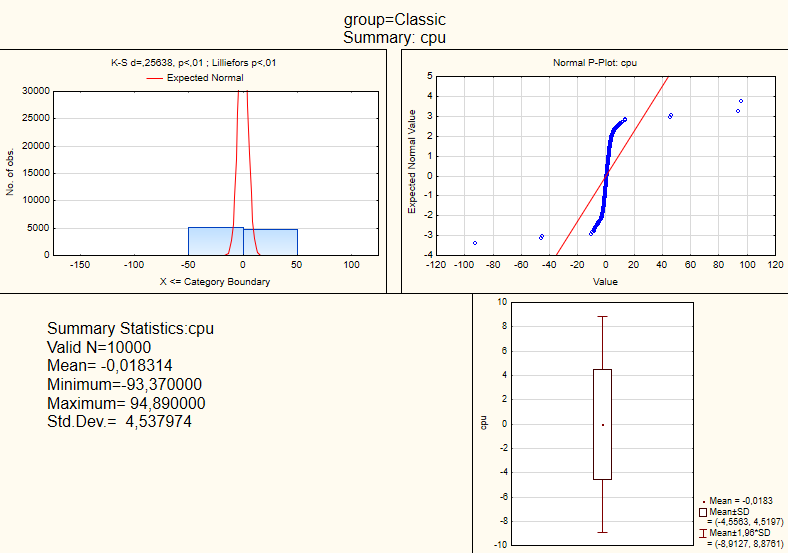 group=Classic
Summary: cpu
K-S d=,25638, p<,01 ; Lilliefors p<,01
Expected Normal
No. of obs.
30000
25000
20000
15000
10000
5000
0
-150 -100 -50 0 50 100
X <= Category Boundary
Normal P-Plot: cpu
Expected Normal Value
5
4
3
2
1
0
-1
-2
-3
-4
-120 -100 -80 -60 -40 -20 0 20 40 60 80 100 120
Value
Summary Statistics:cpu
Valid N=10000
Mean= -0,018314
Minimum=-93,370000
Maximum= 94,890000
Std.Dev.= 4,537974
cpu
10
8
6
4
2
0
-2
-4
-6
-8
-10
Mean = -0,0183
Mean±SD
= (-4,5563, 4,5197)
Mean±1,96*SD
= (-8,9127, 8,8761)